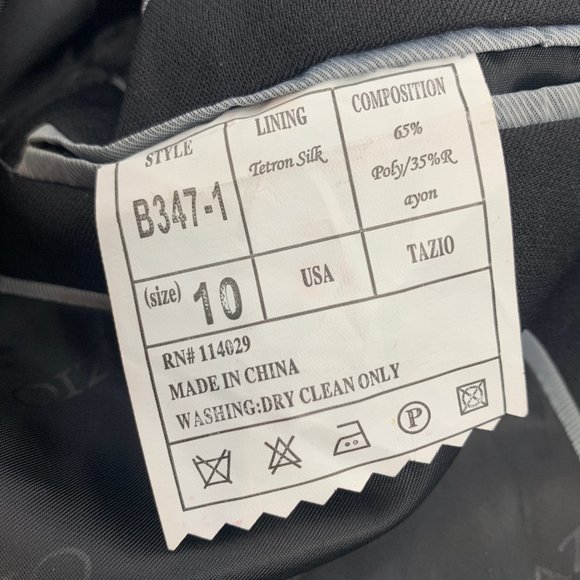 STYLE
LINING
COMPOSITION
B347-1
Tetron Silk
65%
Poly/35%R
ayon
(size) 10
USA
TAZIO
RN# 114029
MADE IN CHINA
WASHING:DRY CLEAN ONLY
P